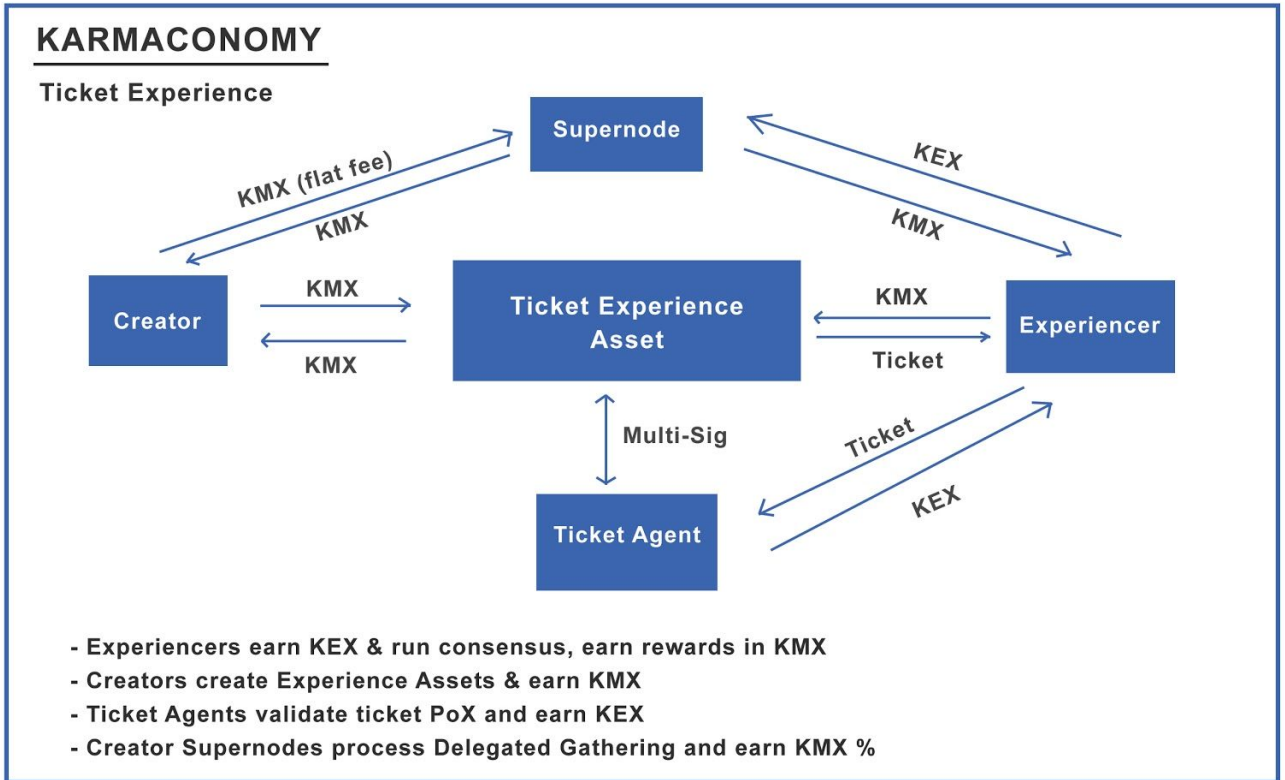 KARMACONOMY
Ticket Experience
Supernode
KMX (flat fee)
KMX
KEX
KMX
Creator
KMX
KMX
Ticket Experience
Asset
KMX
Ticket
Experiencer
Multi-Sig
Ticket
KEX
Ticket Agent
- Experiencers earn KEX & run consensus, earn rewards in KMX
- Creators create Experience Assets & earn KMX
- Ticket Agents validate ticket PoX and earn KEX
- Creator Supernodes process Delegated Gathering and earn KMX %